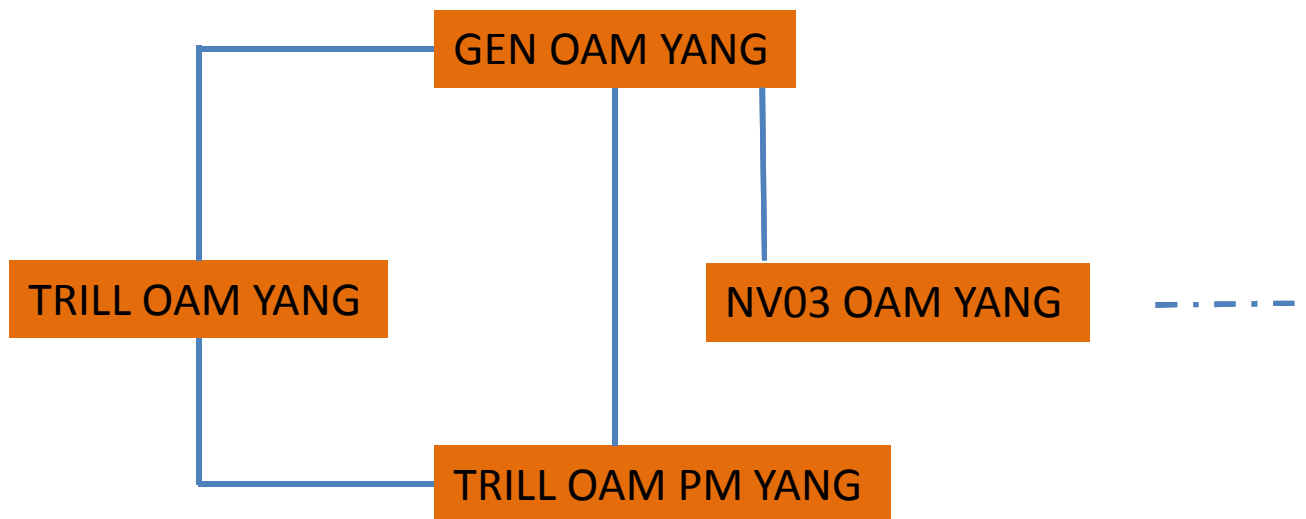 GEN OAM YANG
TRILL OAM YANG
NV03 OAM YANG
TRILL OAM PM YANG